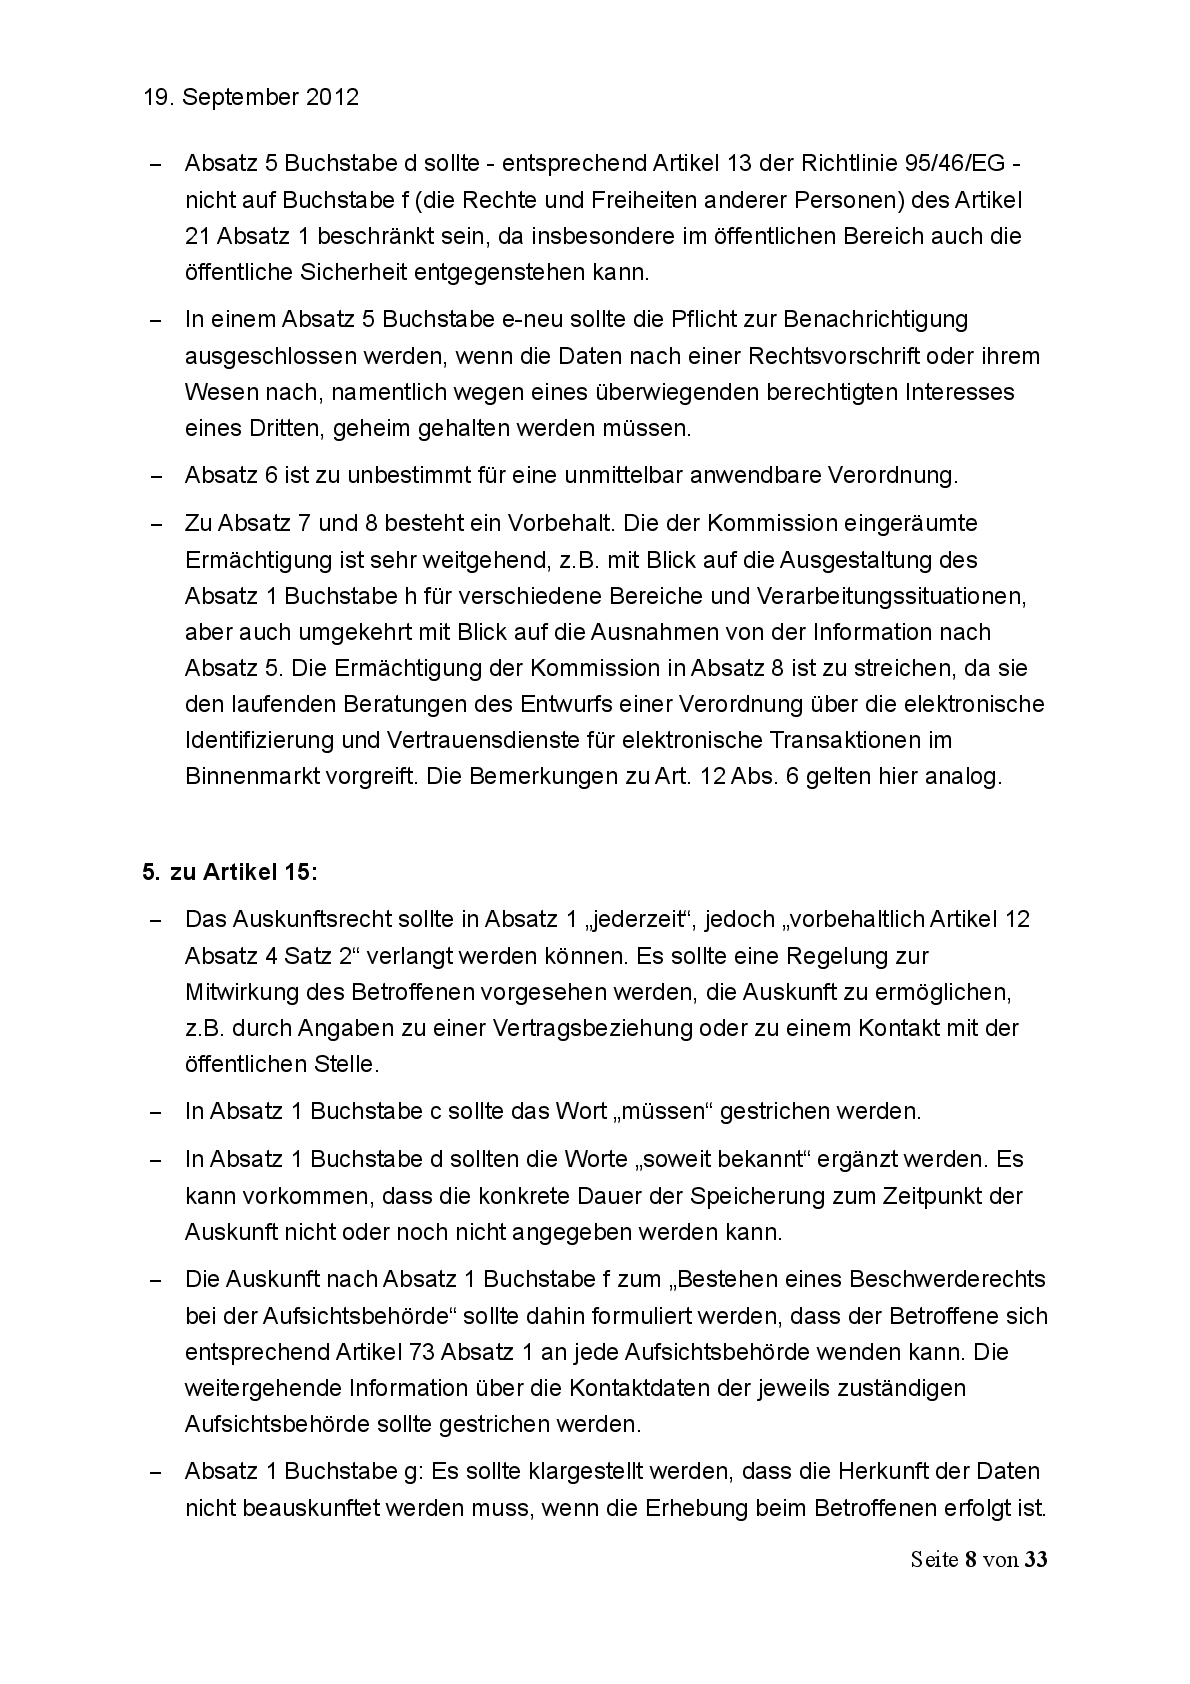 19. September 2012
– Absatz 5 Buchstabe d sollte - entsprechend Artikel 13 der Richtlinie 95/46/EG -
nicht auf Buchstabe f (die Rechte und Freiheiten anderer Personen) des Artikel
21 Absatz 1 beschränkt sein, da insbesondere im öffentlichen Bereich auch die
öffentliche Sicherheit entgegenstehen kann.
– In einem Absatz 5 Buchstabe e-neu sollte die Pflicht zur Benachrichtigung
ausgeschlossen werden, wenn die Daten nach einer Rechtsvorschrift oder ihrem
Wesen nach, namentlich wegen eines überwiegenden berechtigten Interesses
eines Dritten, geheim gehalten werden müssen.
– Absatz 6 ist zu unbestimmt für eine unmittelbar anwendbare Verordnung.
– Zu Absatz 7 und 8 besteht ein Vorbehalt. Die der Kommission eingeräumte
Ermächtigung ist sehr weitgehend, z.B. mit Blick auf die Ausgestaltung des
Absatz 1 Buchstabe h für verschiedene Bereiche und Verarbeitungssituationen,
aber auch umgekehrt mit Blick auf die Ausnahmen von der Information nach
Absatz 5. Die Ermächtigung der Kommission in Absatz 8 ist zu streichen, da sie
den laufenden Beratungen des Entwurfs einer Verordnung über die elektronische
Identifizierung und Vertrauensdienste für elektronische Transaktionen im
Binnenmarkt vorgreift. Die Bemerkungen zu Art. 12 Abs. 6 gelten hier analog.
5. zu Artikel 15:
– Das Auskunftsrecht sollte in Absatz 1 „jederzeit“, jedoch „vorbehaltlich Artikel 12
Absatz 4 Satz 2“ verlangt werden können. Es sollte eine Regelung zur
Mitwirkung des Betroffenen vorgesehen werden, die Auskunft zu ermöglichen,
z.B. durch Angaben zu einer Vertragsbeziehung oder zu einem Kontakt mit der
öffentlichen Stelle.
– In Absatz 1 Buchstabe c sollte das Wort „müssen“ gestrichen werden.
– In Absatz 1 Buchstabe d sollten die Worte „soweit bekannt“ ergänzt werden. Es
kann vorkommen, dass die konkrete Dauer der Speicherung zum Zeitpunkt der
Auskunft nicht oder noch nicht angegeben werden kann.
– Die Auskunft nach Absatz 1 Buchstabe f zum „Bestehen eines Beschwerderechts
bei der Aufsichtsbehörde“ sollte dahin formuliert werden, dass der Betroffene sich
entsprechend Artikel 73 Absatz 1 an jede Aufsichtsbehörde wenden kann. Die
weitergehende Information über die Kontaktdaten der jeweils zuständigen
Aufsichtsbehörde sollte gestrichen werden.
– Absatz 1 Buchstabe g: Es sollte klargestellt werden, dass die Herkunft der Daten
nicht beauskunftet werden muss, wenn die Erhebung beim Betroffenen erfolgt ist.
Seite 8 von 33